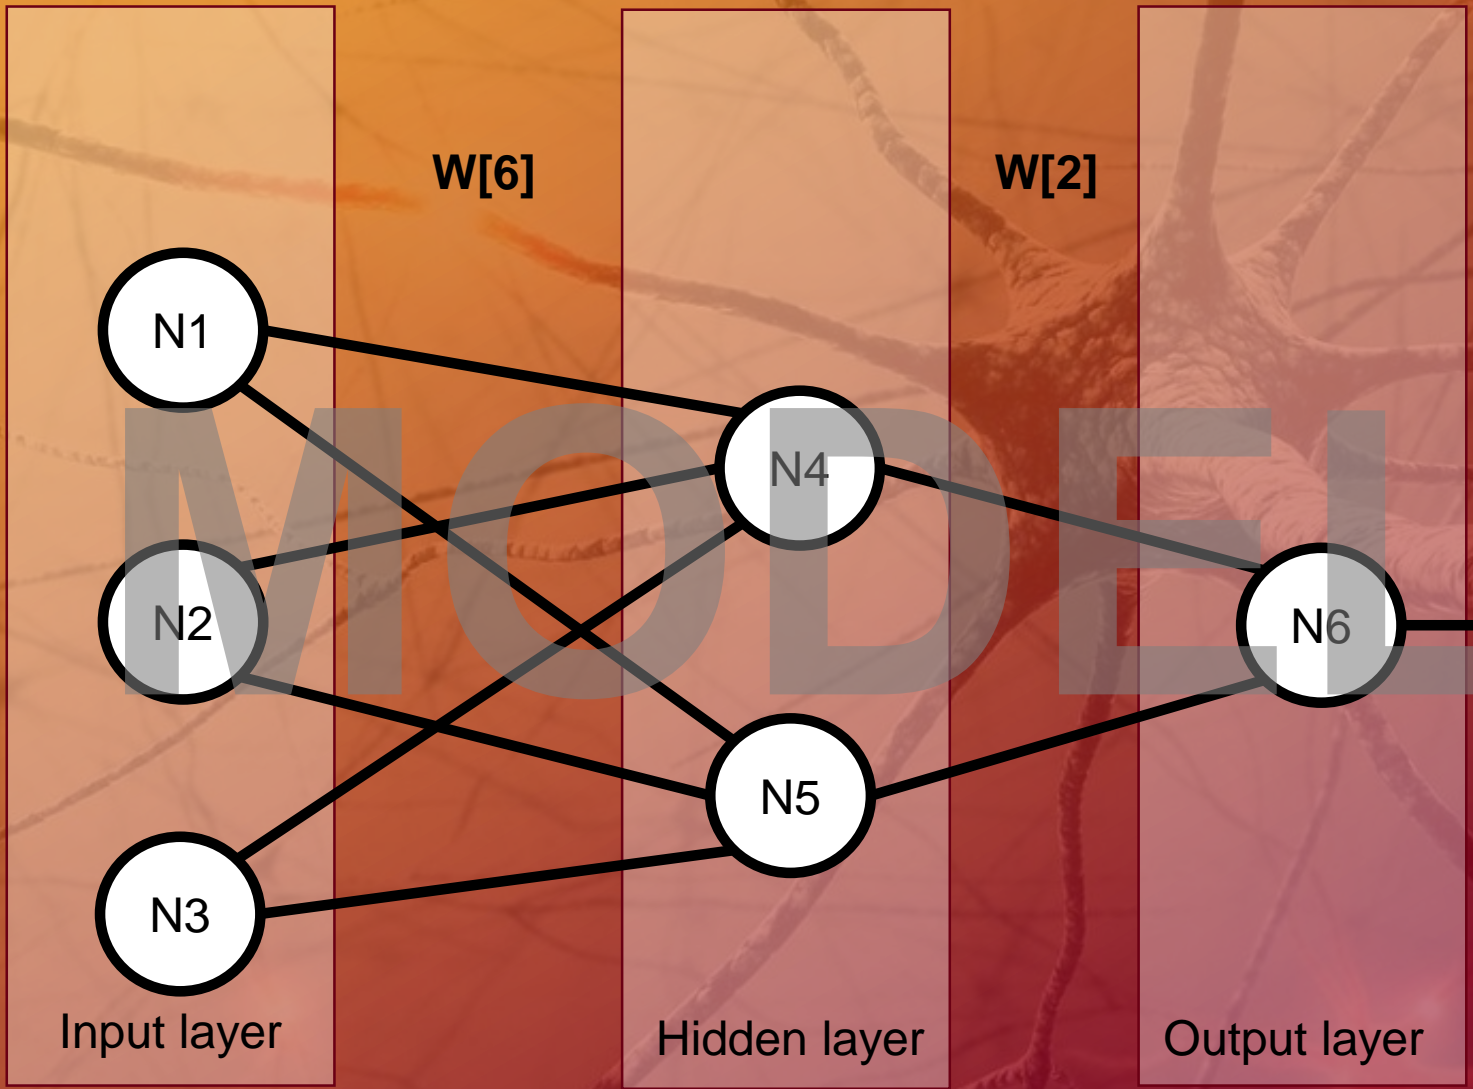 W[6]
W[2]
N1
N4
N2
N6
N5
N3
MODEL
Input layer
Hidden layer
Output layer